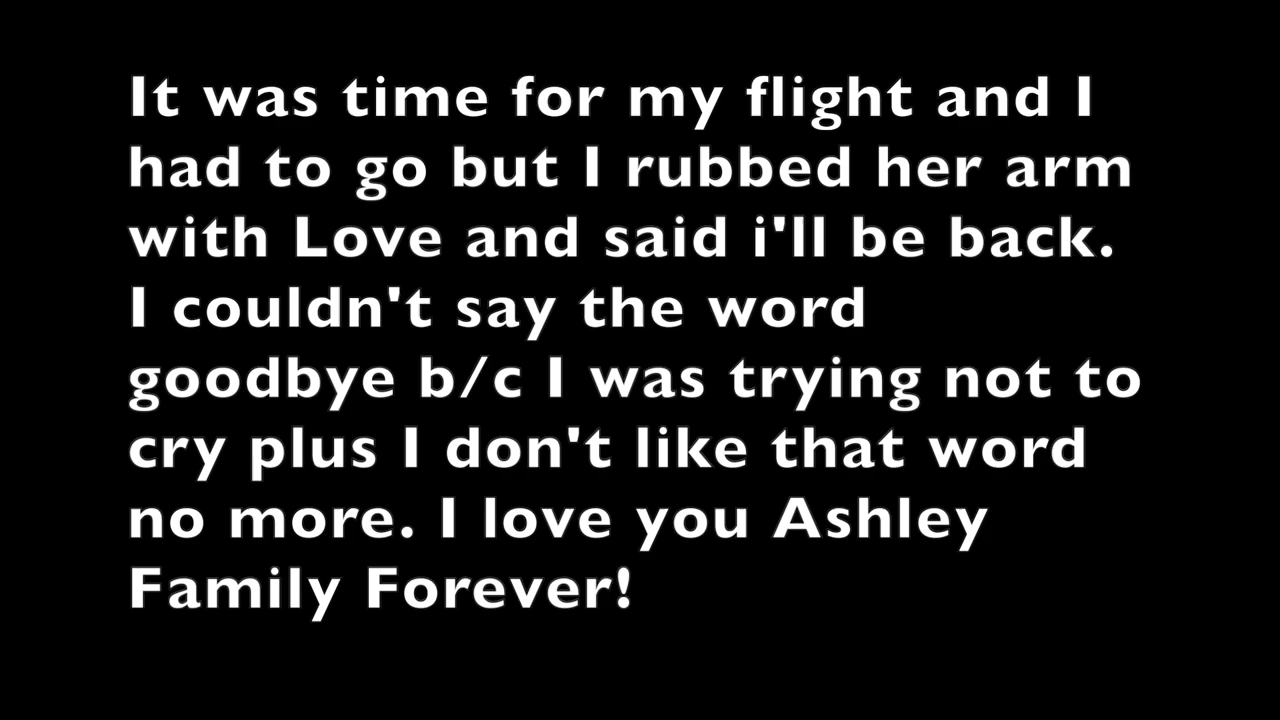 It was time for my flight and I
had to go but I rubbed her arm
with Love and said i'll be back.
I couldn't say the word
goodbye b/c I was trying not to
cry plus I don't like that word
no more. I love you Ashley
Family Forever!